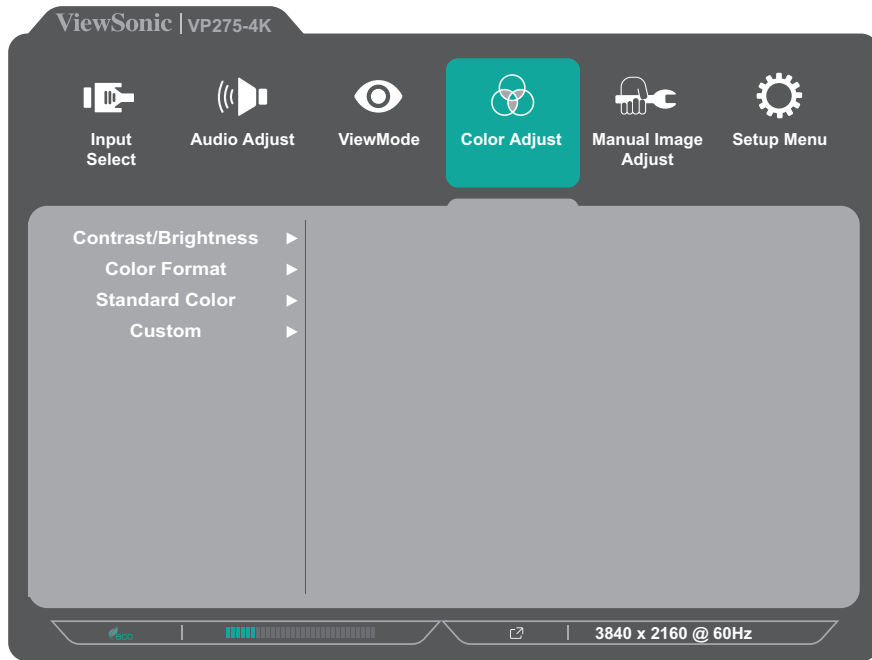 ViewSonic | VP275-4K
Input Select
Audio Adjust
ViewMode
Color Adjust
Manual Image Adjust
Setup Menu
Contrast/Brightness
Color Format
Standard Color
Custom
eco
3840 x 2160 @ 60Hz